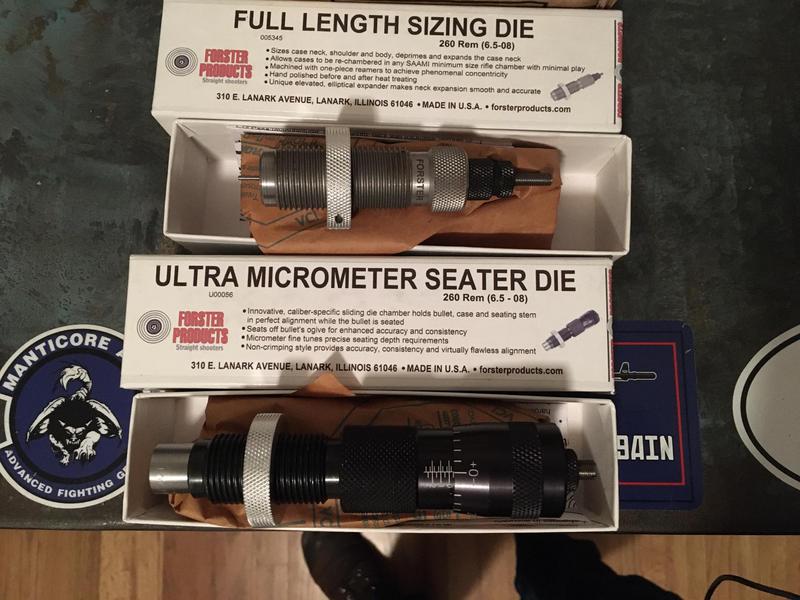 FULL LENGTH SIZING DIE
005345
260 Rem (6.5-08)
FORSTER
PRODUCTS
Straight shooters
• Sizes case neck, shoulder and body, deprimes and expands the case neck
• Allows cases to be re-chambered in any SAAMI minimum size rifle chamber with minimal play
• Machined with one-piece reamers to achieve phenomenal concentricity
• Hand polished before and after heat treating
• Unique elevated, elliptical expander makes neck expansion smooth and accurate
310 E. LANARK AVENUE, LANARK, ILLINOIS 61046 • MADE IN U.S.A. • forsterproducts.com
FORSTER
ULTRA MICROMETER SEATER DIE
U00056
260 Rem (6.5 - 08)
FORSTER
PRODUCTS
Straight shooters
• Innovative, caliber-specific sliding die chamber holds bullet, case and seating stem
in perfect alignment while the bullet is seated
• Seats off bullet's ogive for enhanced accuracy and consistency
• Micrometer fine tunes precise seating depth requirements
• Non-crimping style provides accuracy, consistency and virtually flawless alignment
310 E. LANARK AVENUE, LANARK, ILLINOIS 61046 • MADE IN U.S.A. • forsterproducts.com
MANTICORE
ADVANCED FIGHTING
BAIN
-0+